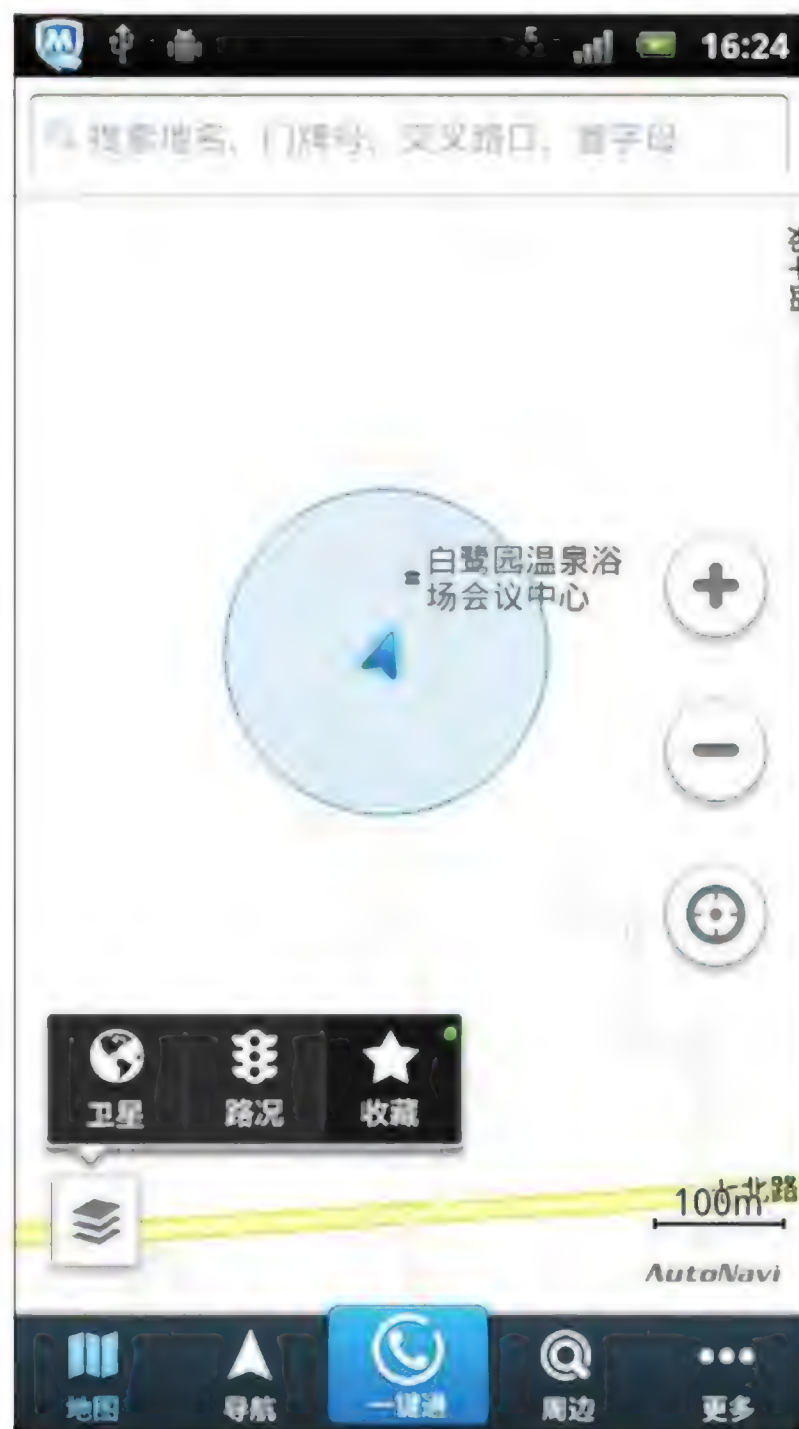 16:24
搜索地名、门牌号、交叉路口、首字母
白鹭园温泉浴
场会议中心
卫星 路况 收藏
北路
100m
AutoNavi
地图 导航 一键通 周边 更多